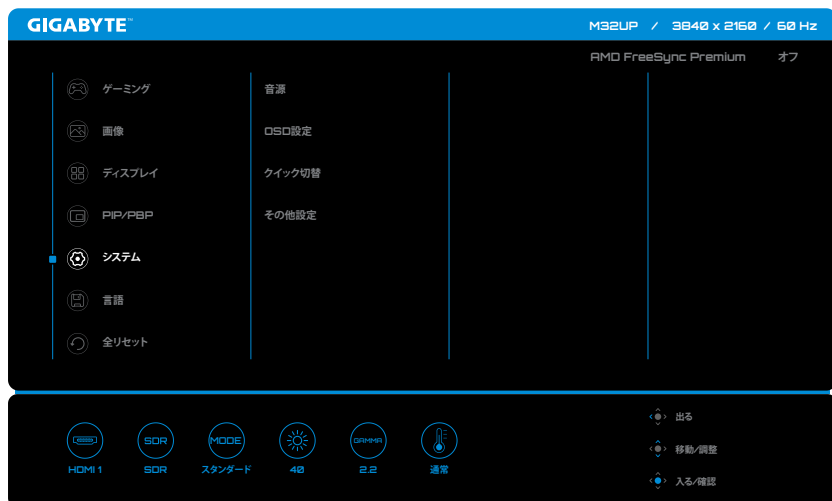 GIGABYTE™
M32UP / 3840 x 2160 / 60 Hz
AMD FreeSync Premium オフ
ゲーミング
音源
画像
OSD設定
ディスプレイ
クイック切替
PIP/PBP
その他設定
システム
言語
全リセット
出る
SDR
MODE
GAMMA
移動/調整
HDMI 1
SDR
スタンダード
40
2.2
通常
入る/確認